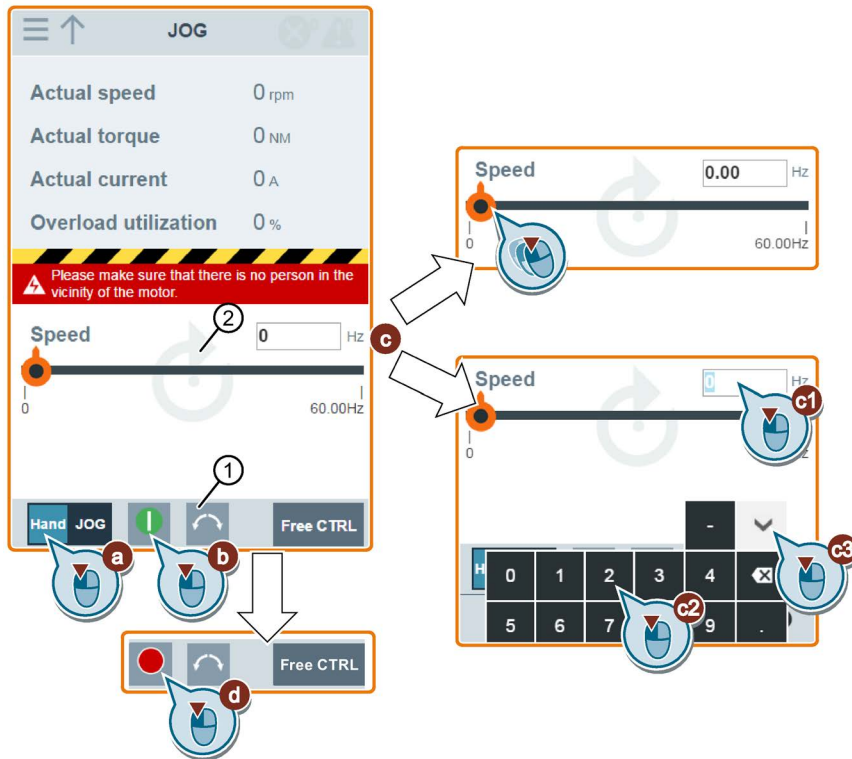 JOG
Actual speed 0 rpm
Actual torque 0 NM
Actual current 0 A
Overload utilization 0 %
Please make sure that there is no person in the
vicinity of the motor.
2
Speed 0 Hz
0 60.00Hz
1
Hand JOG Free CTRL
a
b
c
Speed 0.00 Hz
0 60.00Hz
Speed 0 Hz
c1
0
-
c3
0 1 2 3 4
c2
5 6 7 9 .
Free CTRL
d